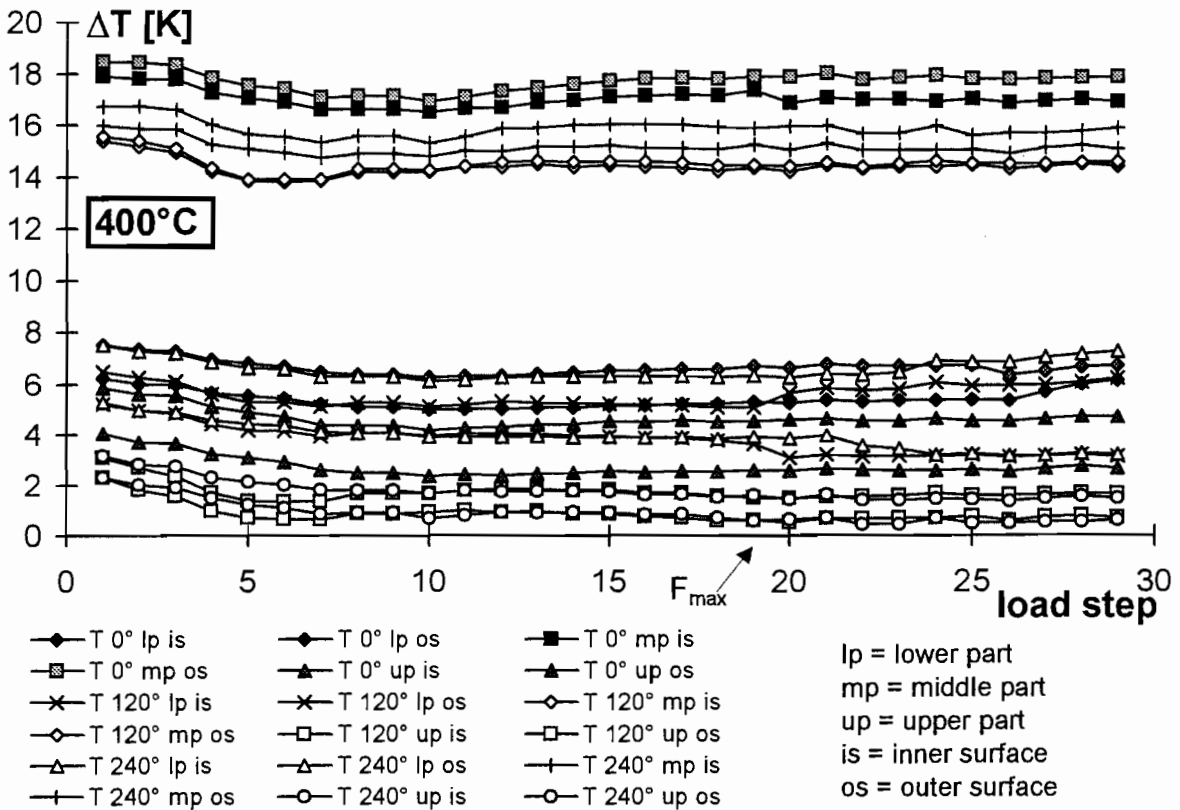 ΔT [K]
20
18
16
14
400°C
12
10
8
6
4
2
0
0 5 10 15 20 25 30
F max
load step
T 0° lp is T 0° lp os T 0° mp is
T 0° mp os T 0° up is T 0° up os
T 120° lp is T 120° lp os T 120° mp is
T 120° mp os T 120° up is T 120° up os
T 240° lp is T 240° lp os T 240° mp is
T 240° mp os T 240° up is T 240° up os
lp = lower part
mp = middle part
up = upper part
is = inner surface
os = outer surface